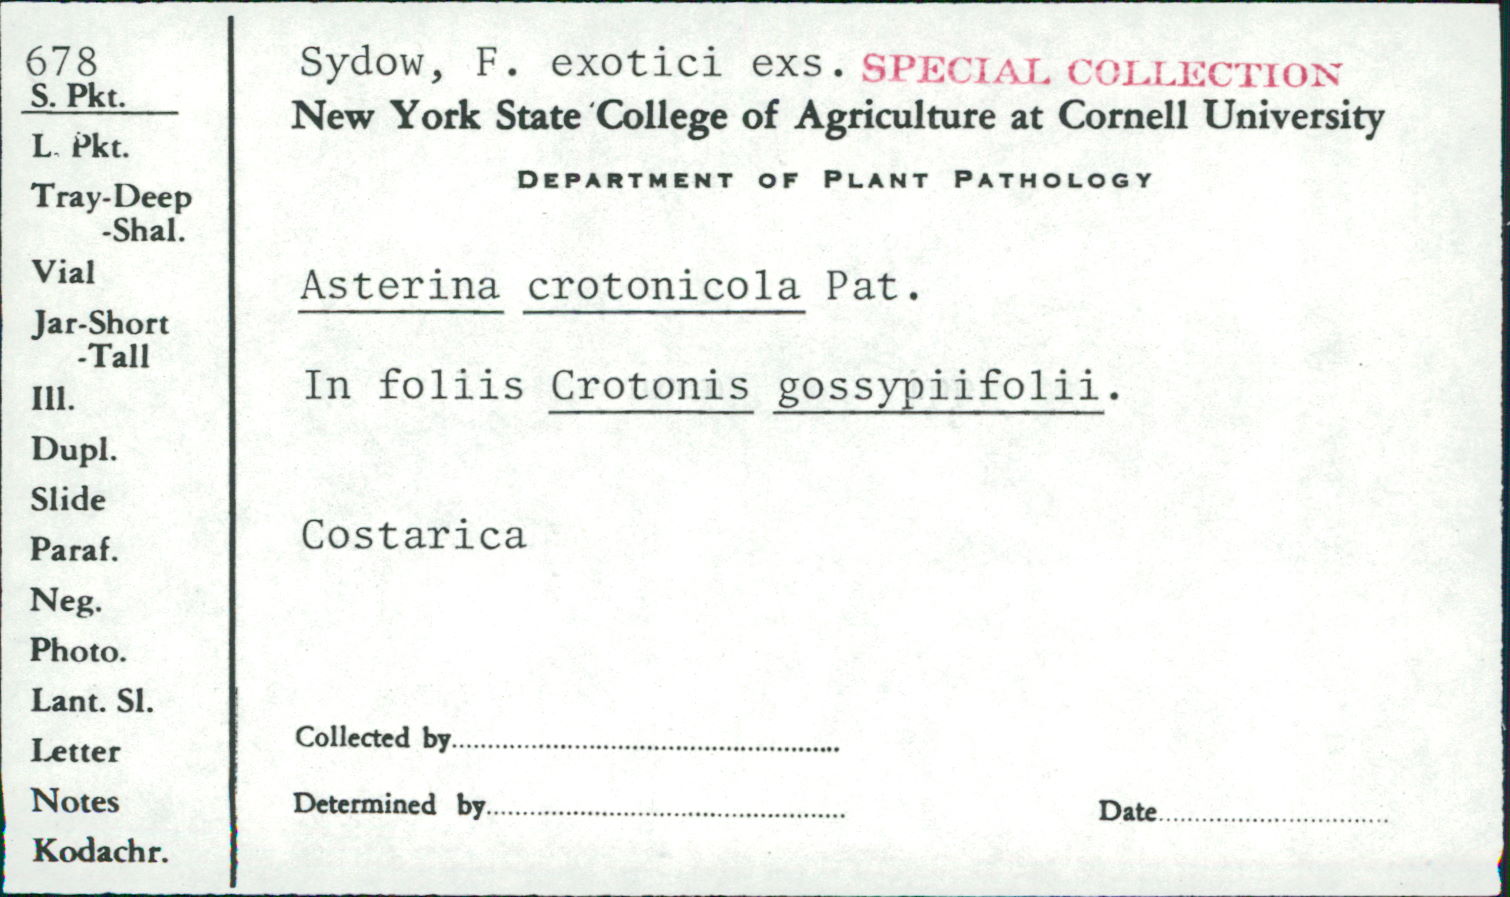 678
S. Pkt.
L. Pkt.
Tray-Deep
-Shal.
Vial
Jar-Short
-Tall
Ill.
Dupl.
Slide
Paraf.
Neg.
Photo.
Lant. Sl.
Letter
Notes
Kodachr.
Sydow, F. exotici exs. SPECIAL COLLECTION
New York State College of Agriculture at Cornell University
DEPARTMENT OF PLANT PATHOLOGY
Asterina crotonicola Pat.
In foliis Crotonis gossypiifolii.
Costarica
Collected by
Determined by
Date